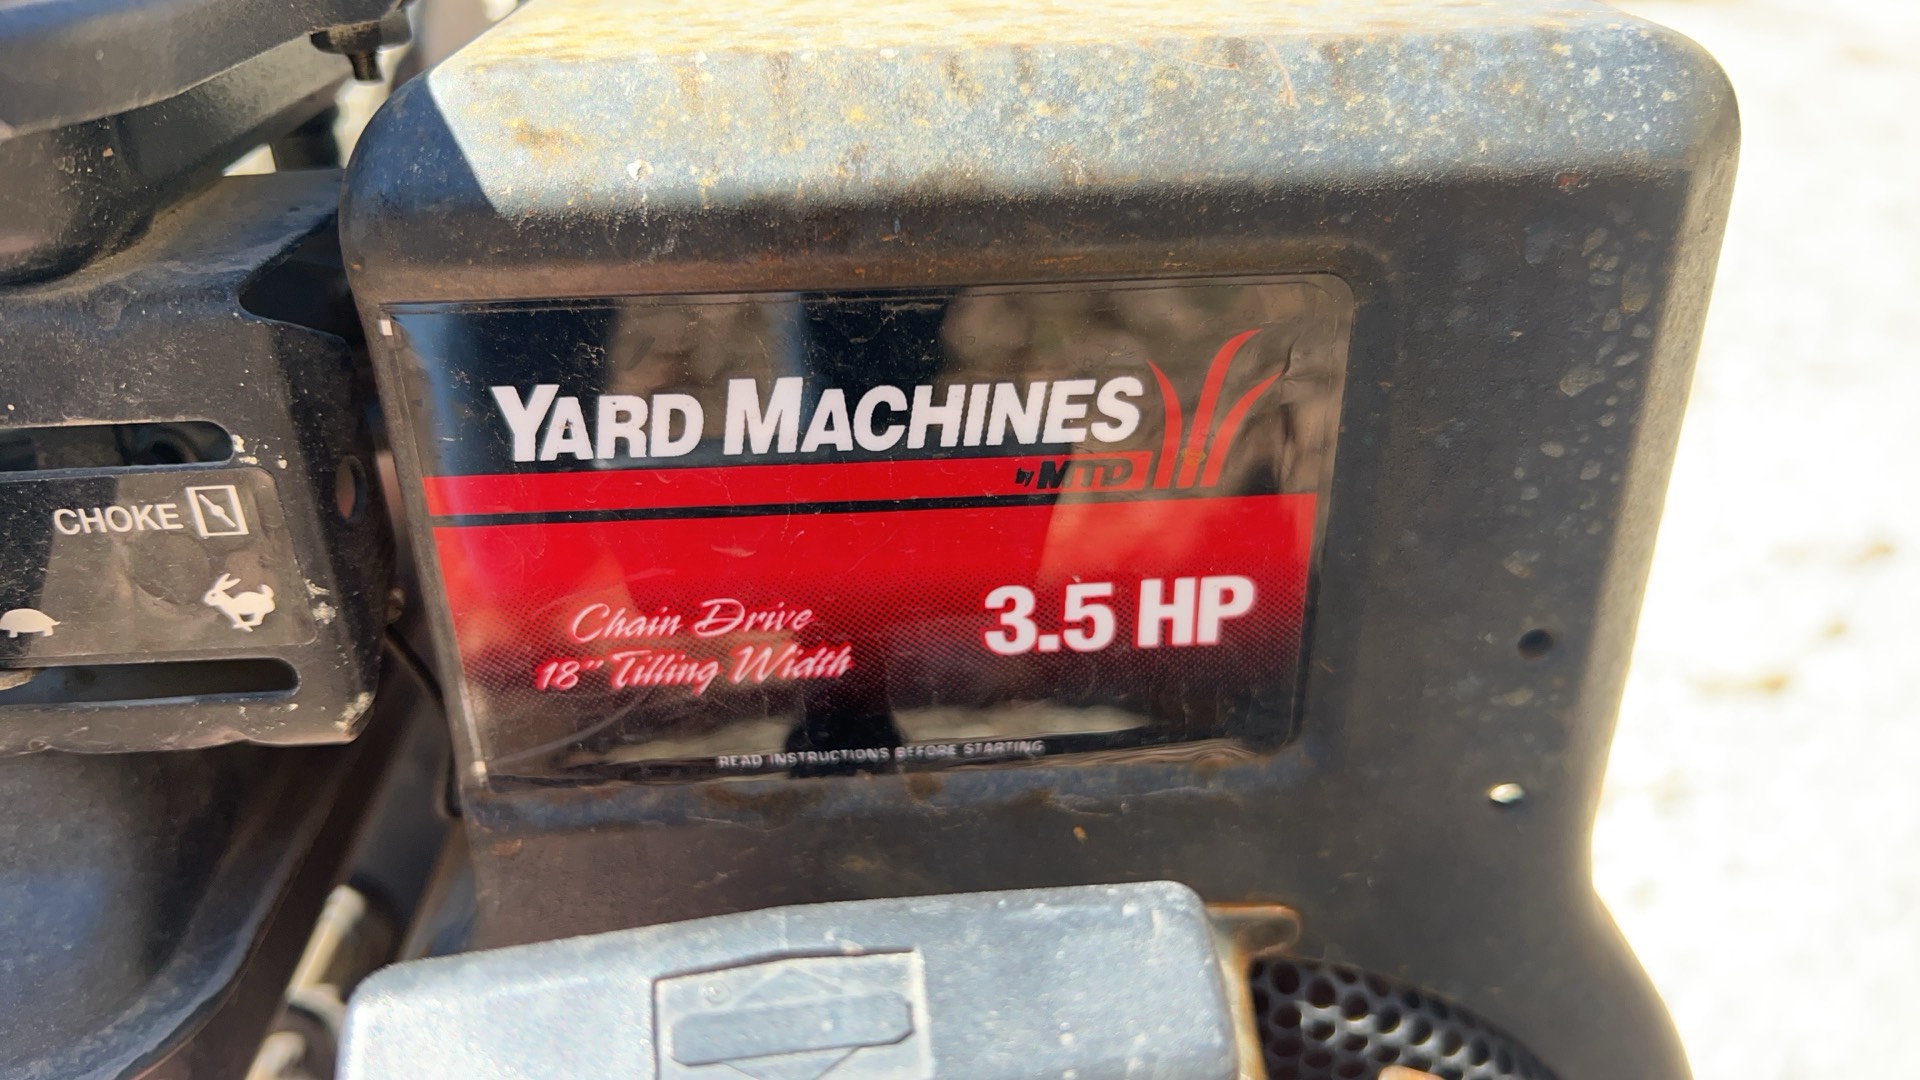 YARD MACHINES
by MTD
CHOKE
3.5 HP
Chain Drive
18" Tilling Width
READ INSTRUCTIONS BEFORE STARTING